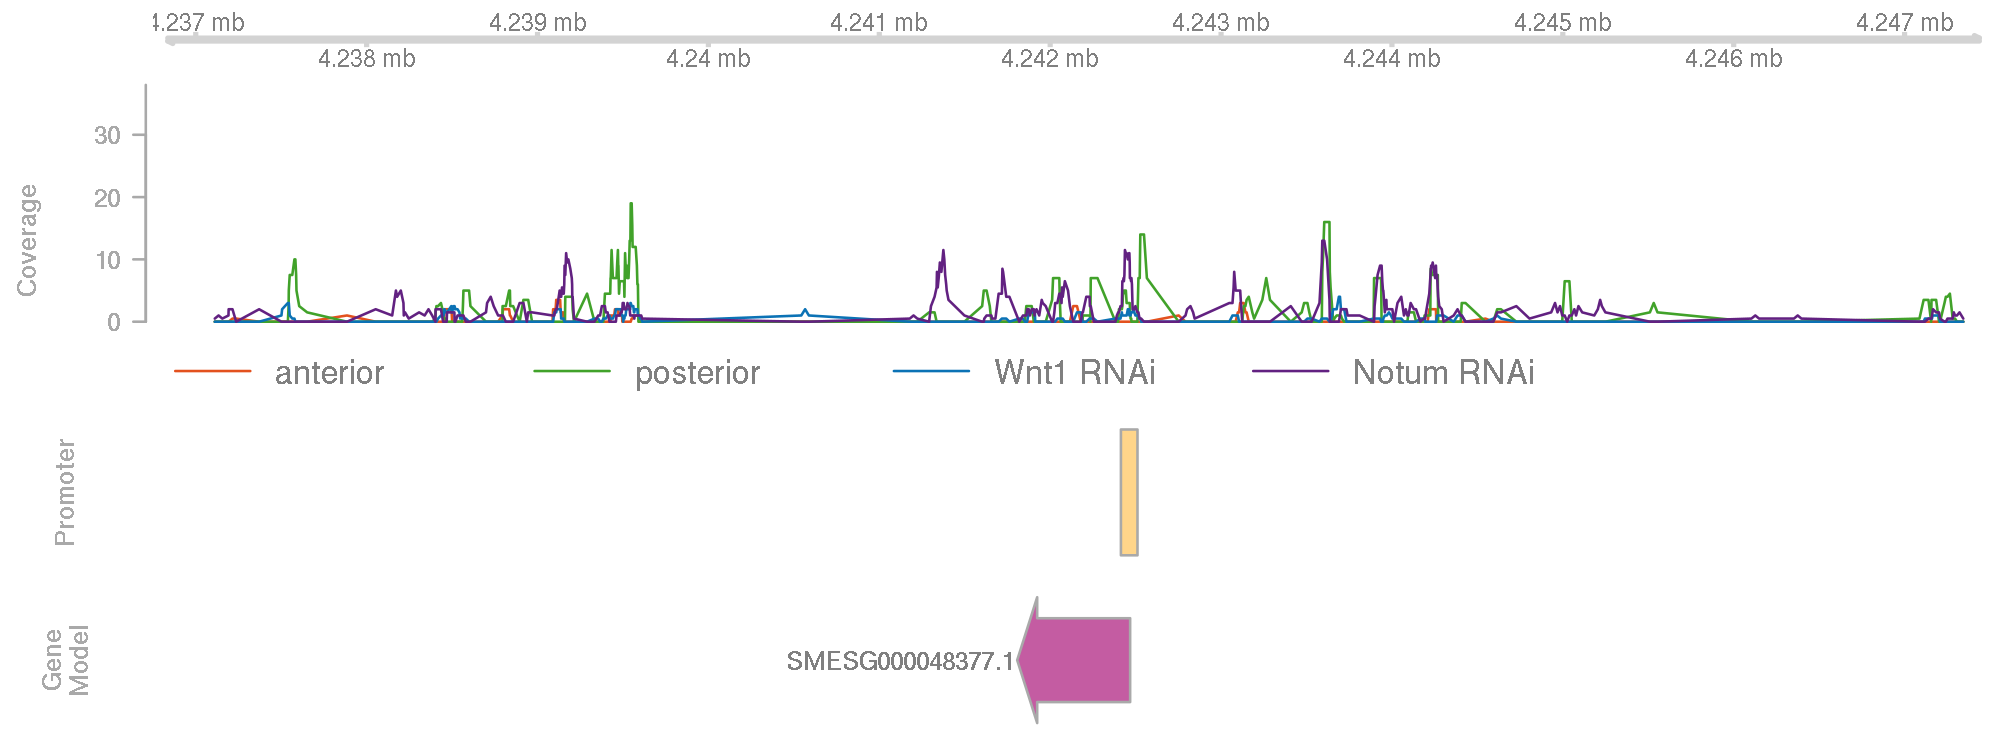 4.237 mb 4.239 mb 4.241 mb 4.243 mb 4.245 mb 4.247 mb
4.238 mb 4.24 mb 4.242 mb 4.244 mb 4.246 mb
Coverage
30
20
10
0
anterior posterior Wnt1 RNAi Notum RNAi
Promoter
Gene
Model
SMESG000048377.1